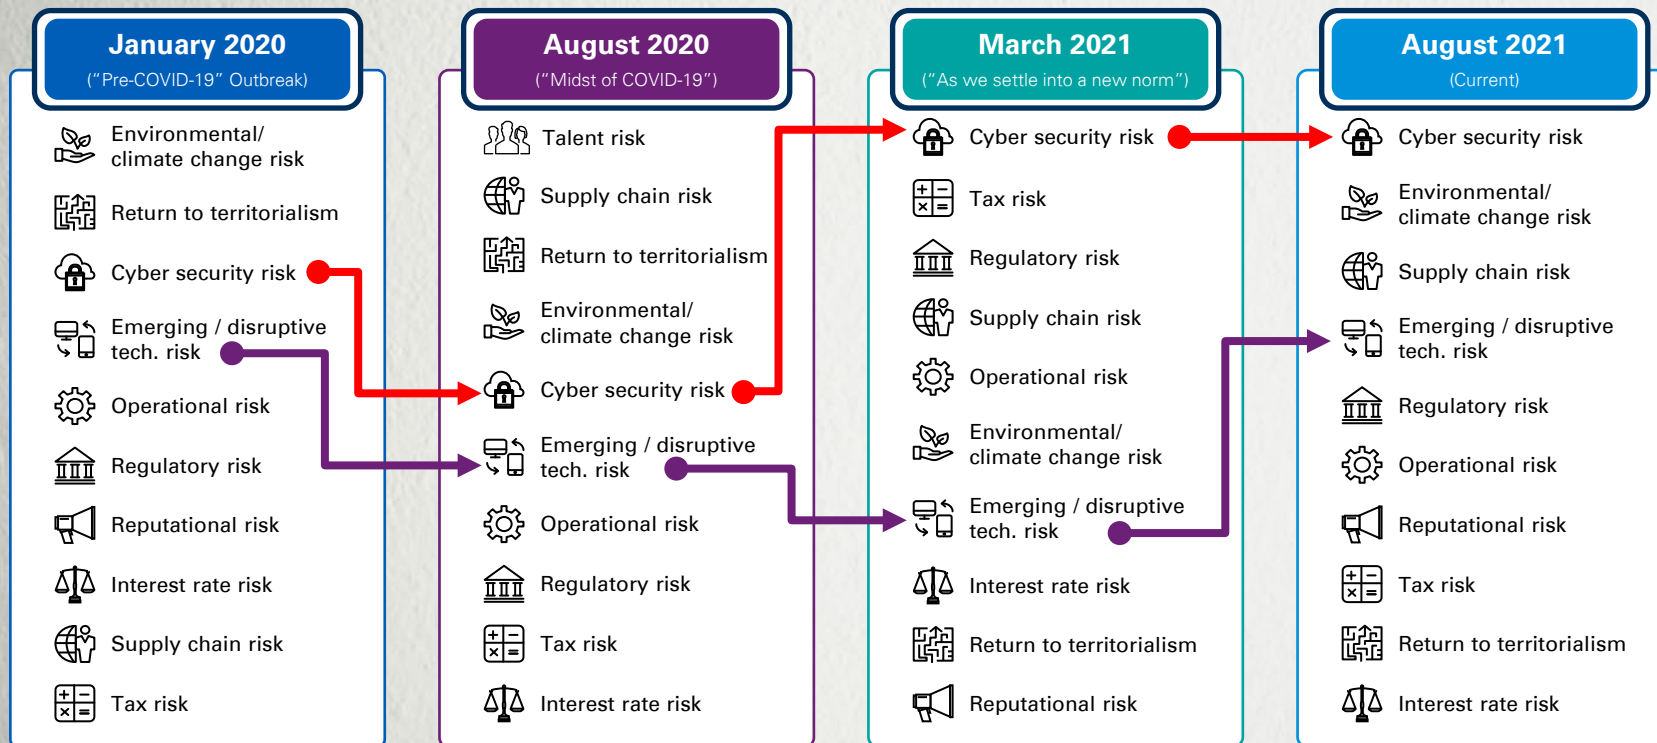 January 2020
(“Pre-COVID-19” Outbreak)
Environmental/
climate change risk
Return to territorialism
Cyber security risk
Emerging / disruptive
tech. risk
Operational risk
Regulatory risk
Reputational risk
Interest rate risk
Supply chain risk
Tax risk
August 2020
(“Midst of COVID-19”)
Talent risk
Supply chain risk
Return to territorialism
Environmental/
climate change risk
Cyber security risk
Emerging / disruptive
tech. risk
Operational risk
Regulatory risk
Tax risk
Interest rate risk
March 2021
(“As we settle into a new norm”)
Cyber security risk
Tax risk
Regulatory risk
Supply chain risk
Operational risk
Environmental/
climate change risk
Emerging / disruptive
tech. risk
Interest rate risk
Return to territorialism
Reputational risk
August 2021
(Current)
Cyber security risk
Environmental/
climate change risk
Supply chain risk
Emerging / disruptive
tech. risk
Regulatory risk
Operational risk
Reputational risk
Tax risk
Return to territorialism
Interest rate risk